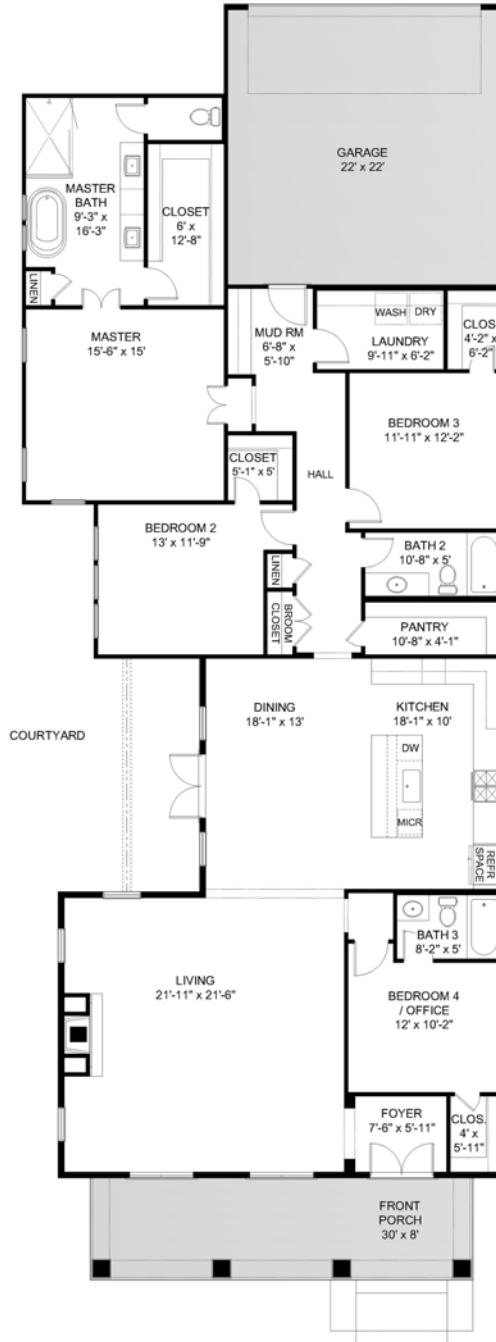 GARAGE
22' x 22'
MASTER
BATH
9'-3" x
16'-3"
CLOSET
6' x
12'-8"
LINEN
WASH
DRY
LAUNDRY
9'-11" x 6'-2"
MUD RM
6'-8" x
5'-10"
CLOS.
4'-2" x
6'-2"
MASTER
15'-6" x 15'
BEDROOM 3
11'-11" x 12'-2"
CLOSET
5'-1" x 5'
HALL
BEDROOM 2
13' x 11'-9"
LINEN
BATH 2
10'-8" x 5'
BROOM
CLOSET
PANTRY
10'-8" x 4'-1"
COURTYARD
DINING
18'-1" x 13'
KITCHEN
18'-1" x 10'
DW
MICR
REFR
SPACE
BATH 3
8'-2" x 5'
LIVING
21'-11" x 21'-6"
BEDROOM 4
/ OFFICE
12' x 10'-2"
FOYER
7'-6" x 5'-11"
CLOS.
4' x
5'-11"
FRONT
PORCH
30' x 8'